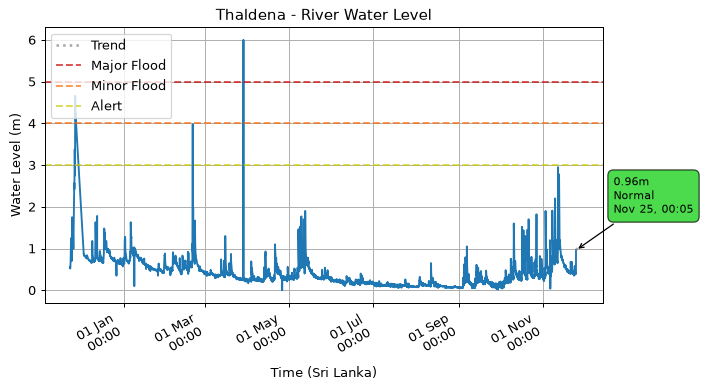 Thaldena - River Water Level
Trend
Major Flood
Minor Flood
Alert
Water Level (m)
6
5
4
3
2
1
0
0.96m
Normal
Nov 25, 00:05
01 Jan
00:00
01 Mar
00:00
01 May
00:00
01 Jul
00:00
01 Sep
00:00
01 Nov
00:00
Time (Sri Lanka)